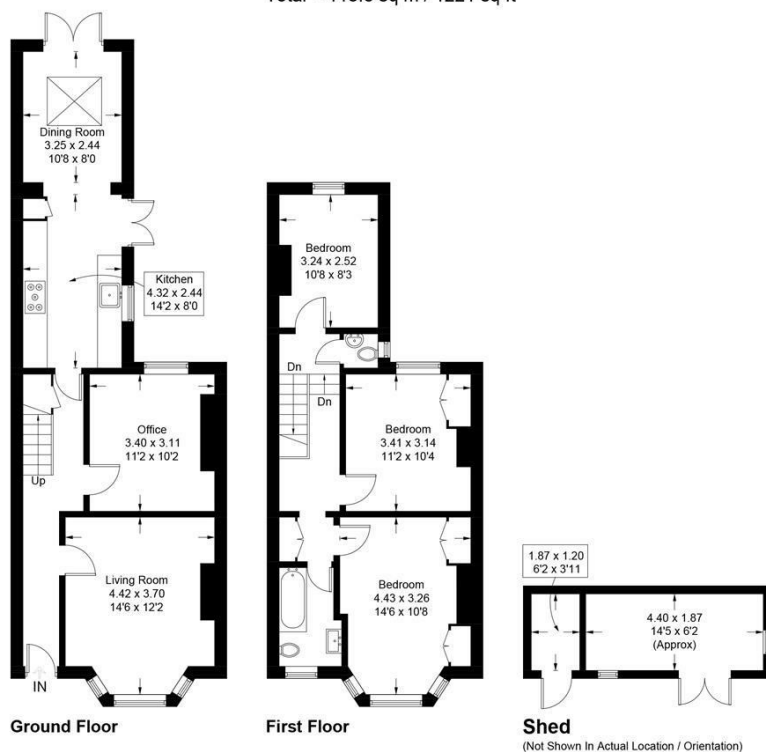 Dining Room
3.25 x 2.44
10'8 x 8'0
Kitchen
4.32 x 2.44
14'2 x 8'0
Office
3.40 x 3.11
11'2 x 10'2
Up
Living Room
4.42 x 3.70
14'6 x 12'2
IN
Ground Floor
Bedroom
3.24 x 2.52
10'8 x 8'3
Dn
Dn
Bedroom
3.41 x 3.14
11'2 x 10'4
Bedroom
4.43 x 3.26
14'6 x 10'8
First Floor
1.87 x 1.20
6'2 x 3'11
4.40 x 1.87
14'5 x 6'2
(Approx)
Shed
(Not Shown In Actual Location / Orientation)